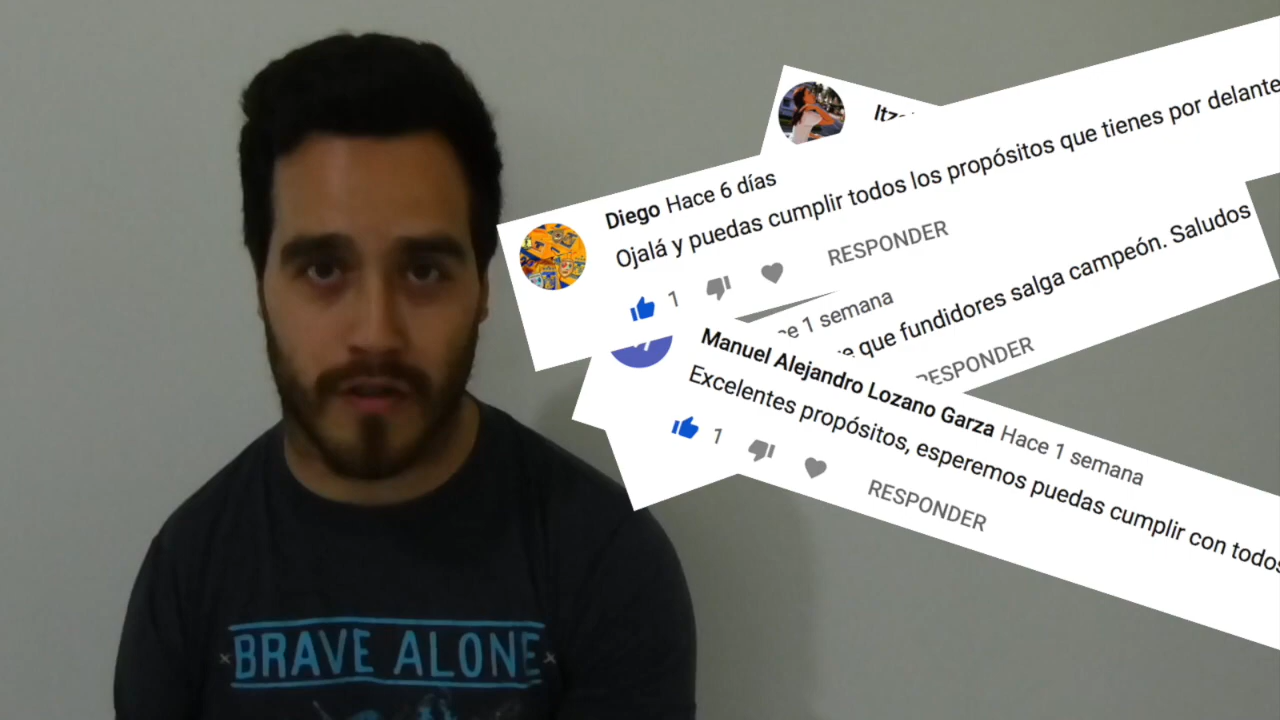 Diego Hace 6 días
Ojalá y puedas cumplir todos los propósitos que tienes por delante
1 RESPONDER
1 semana
que fundidores salga campeón. Saludos
RESPONDER
Manuel Alejandro Lozano Garza Hace 1 semana
Excelentes propósitos, esperemos puedas cumplir con todos
1 RESPONDER
BRAVE ALONE